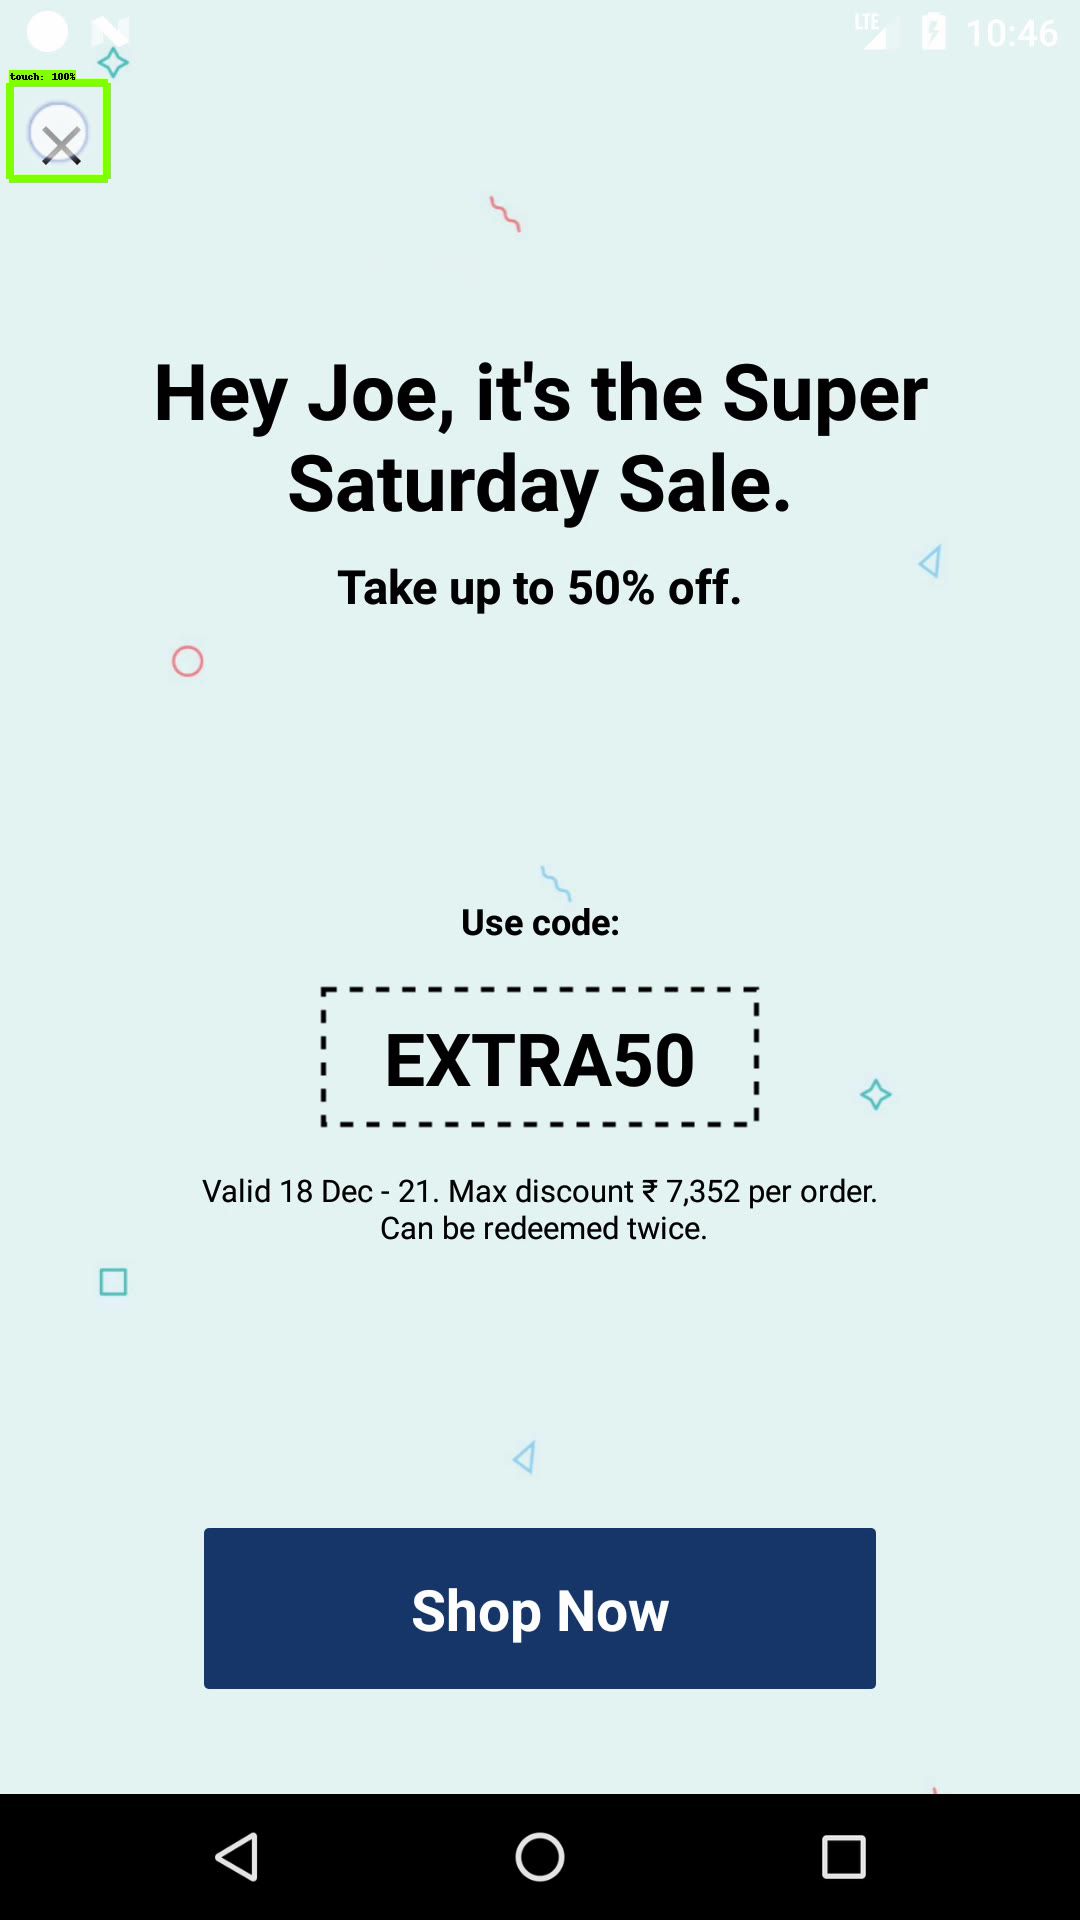 LTE 10:46
touch: 100%
Hey Joe, it's the Super
Saturday Sale.
Take up to 50% off.
Use code:
EXTRA50
Valid 18 Dec - 21. Max discount ₹ 7,352 per order.
Can be redeemed twice.
Shop Now